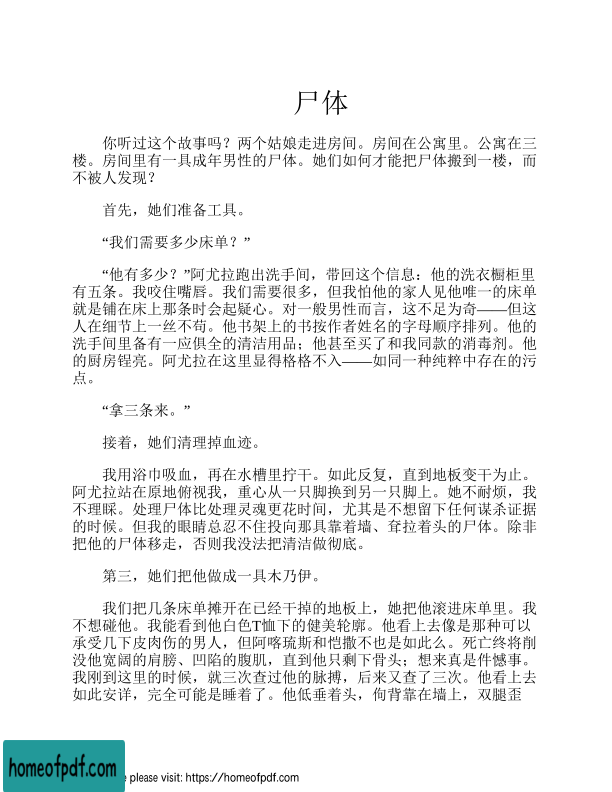 尸体
你听过这个故事吗？两个姑娘走进房间。房间在公寓里。公寓在三
楼。房间里有一具成年男性的尸体。她们如何才能把尸体搬到一楼，而
不被人发现？
首先，她们准备工具。
“我们需要多少床单？”
“他有多少？”阿尤拉跑出洗手间，带回这个信息：他的洗衣橱柜里
有五条。我咬住嘴唇。我们需要很多，但我怕他的家人见他唯一的床单
就是铺在床上那条时会起疑心。对一般男性而言，这不足为奇——但这
人在细节上一丝不苟。他书架上的书按作者姓名的字母顺序排列。他的
洗手间里备有一应俱全的清洁用品；他甚至买了和我同款的消毒剂。他
的厨房锃亮。阿尤拉在这里显得格格不入——如同一种纯粹中存在的污
点。
“拿三条来。”
接着，她们清理掉血迹。
我用浴巾吸血，再在水槽里拧干。如此反复，直到地板变干为止。
阿尤拉站在原地俯视我，重心从一只脚换到另一只脚上。她不耐烦，我
不理睬。处理尸体比处理灵魂更花时间，尤其是不想留下任何谋杀证据
的时候。但我的眼睛总忍不住投向那具靠着墙、耷拉着头的尸体。除非
把他的尸体移走，否则我没法把清洁做彻底。
第三，她们把他做成一具木乃伊。
我们把几条床单摊开在已经干掉的地板上，她把他滚进床单里。我
不想碰他。我能看到他白色T恤下的健美轮廓。他看上去像是那种可以
承受几下皮肉伤的男人，但阿喀琉斯和恺撒不也是如此么。死亡终将削
没他宽阔的肩膀、凹陷的腹肌，直到他只剩下骨头；想来真是件憾事。
我刚到这里的时候，就三次查过他的脉搏，后来又查了三次。他看上去
如此安详，完全可能是睡着了。他低垂着头，佝背靠在墙上，双腿歪
homeofpdf.com
e please visit: https://homeofpdf.com